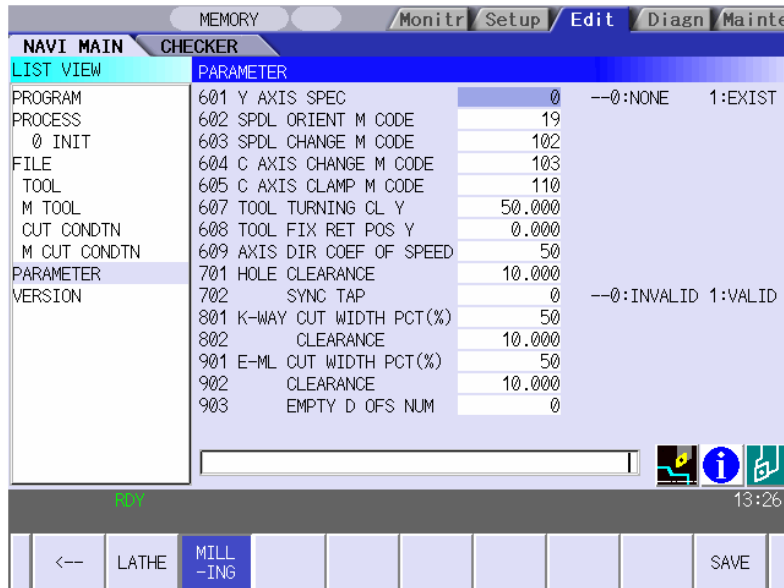 MEMORY Monitr Setup Edit Diagn Mainte
NAVI MAIN CHECKER
LIST VIEW PARAMETER
PROGRAM
PROCESS
0 INIT
FILE
TOOL
M TOOL
CUT CONDTN
M CUT CONDTN
PARAMETER
VERSION
601 Y AXIS SPEC 0 --0:NONE 1:EXIST
602 SPDL ORIENT M CODE 19
603 SPDL CHANGE M CODE 102
604 C AXIS CHANGE M CODE 103
605 C AXIS CLAMP M CODE 110
607 TOOL TURNING CL Y 50.000
608 TOOL FIX RET POS Y 0.000
609 AXIS DIR COEF OF SPEED 50
701 HOLE CLEARANCE 10.000
702 SYNC TAP 0 --0:INVALID 1:VALID
801 K-WAY CUT WIDTH PCT(%) 50
802 CLEARANCE 10.000
901 E-ML CUT WIDTH PCT(%) 50
902 CLEARANCE 10.000
903 EMPTY D OFS NUM 0
RDY 13:26
<-- LATHE MILL SAVE
-ING